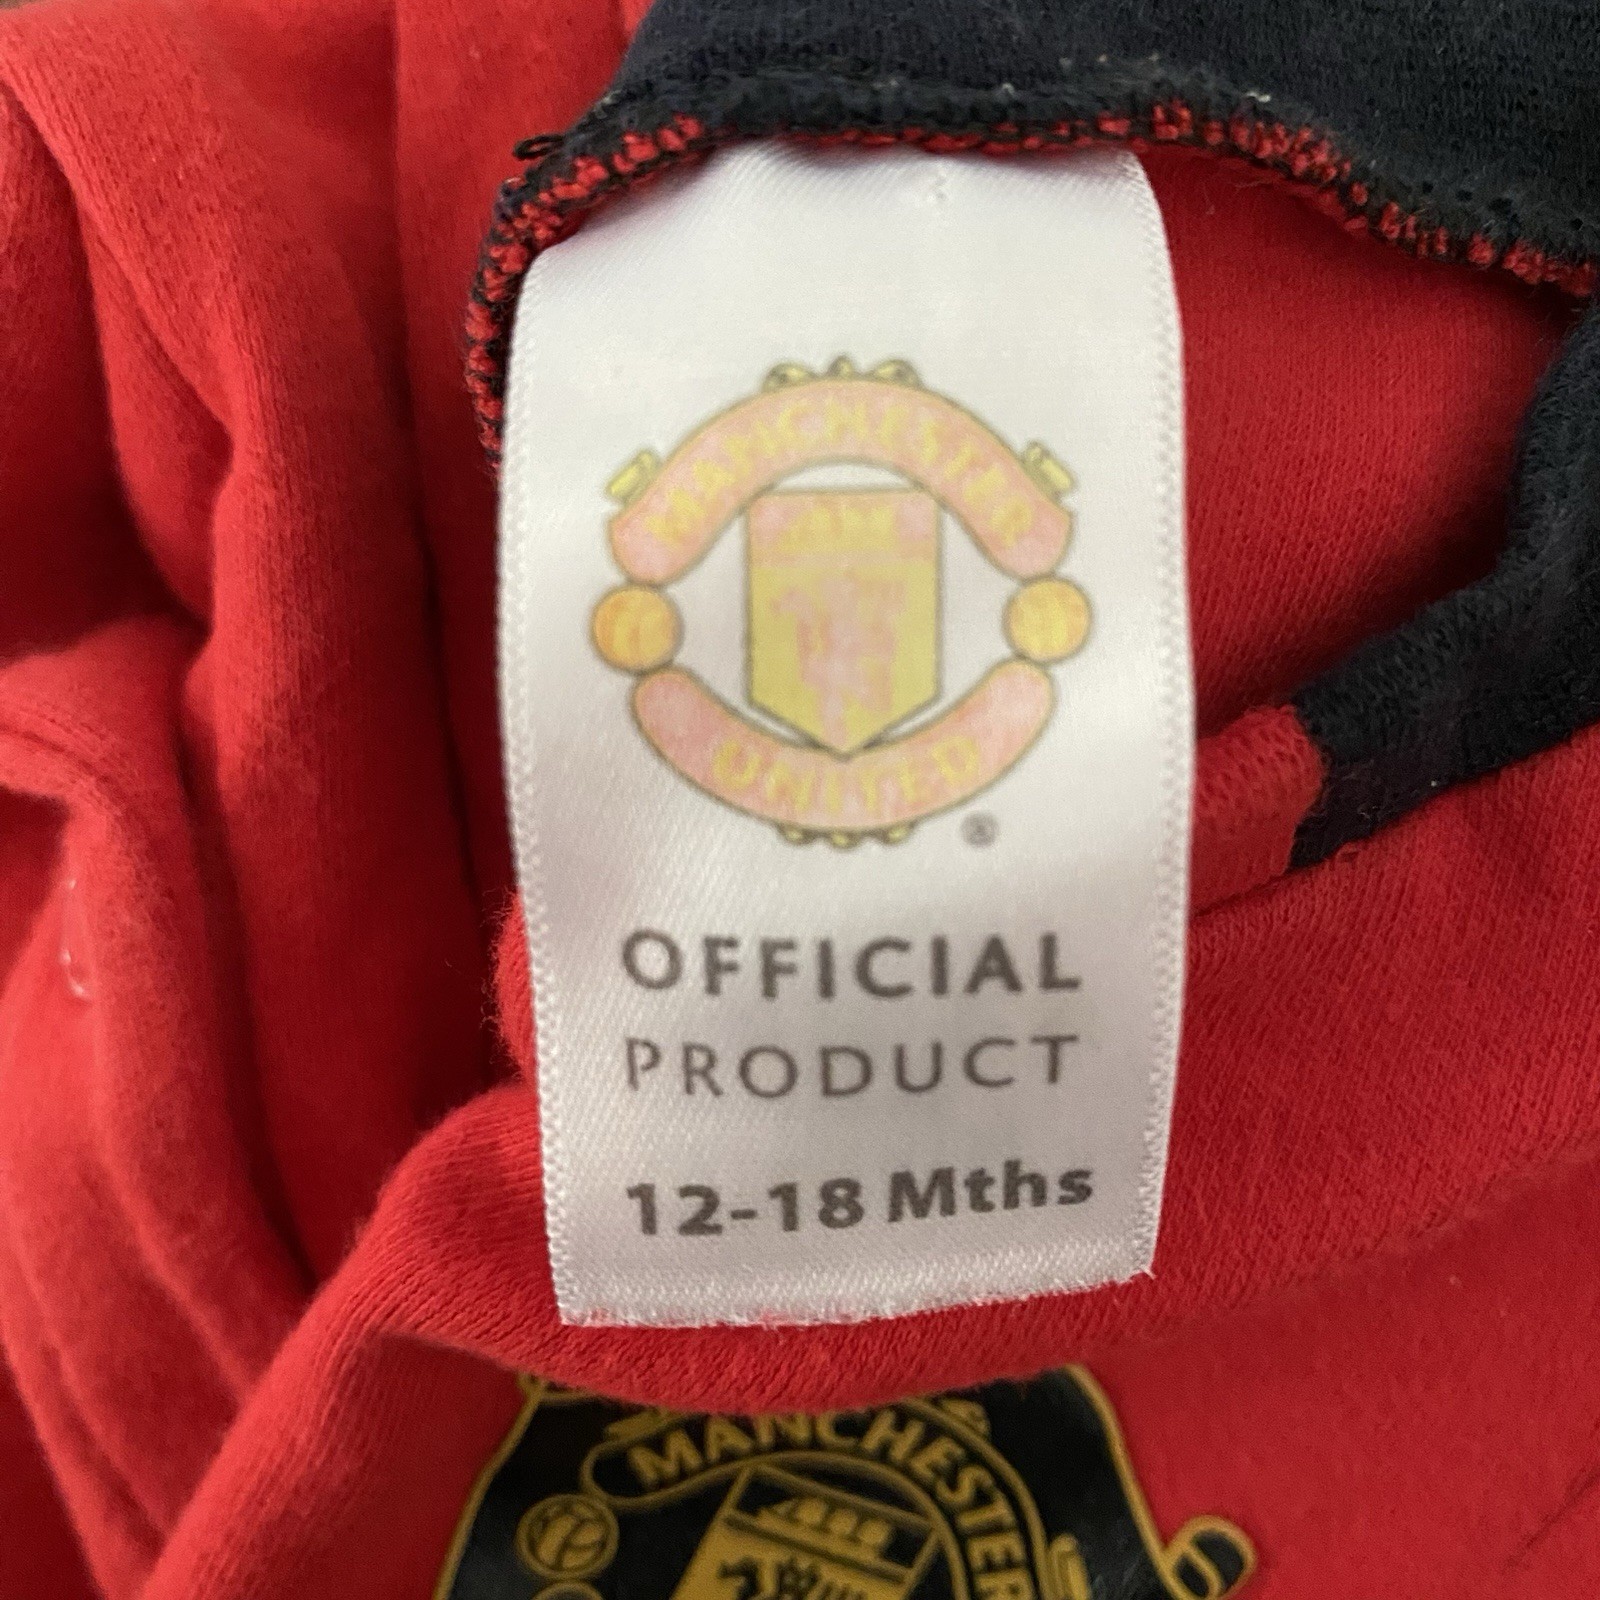 MANCHESTER
UNITED
®
OFFICIAL
PRODUCT
12-18 Mths
MANCHESTER